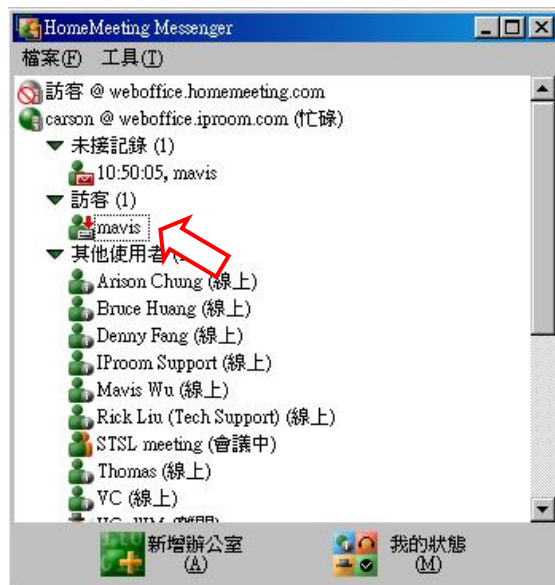 HomeMeeting Messenger
檔案(F) 工具(T)
訪客 @ weboffice.homemeeting.com
carson @ weboffice.iproom.com (忙碌)
未接記錄 (1)
10:50:05, mavis
訪客 (1)
mavis
其他使用者
Arison Chung (線上)
Bruce Huang (線上)
Denny Fang (線上)
IProom Support (線上)
Mavis Wu (線上)
Rick Liu (Tech Support) (線上)
STSL meeting (會議中)
Thomas (線上)
VC (線上)
新增辦公室 (A)
我的狀態 (M)